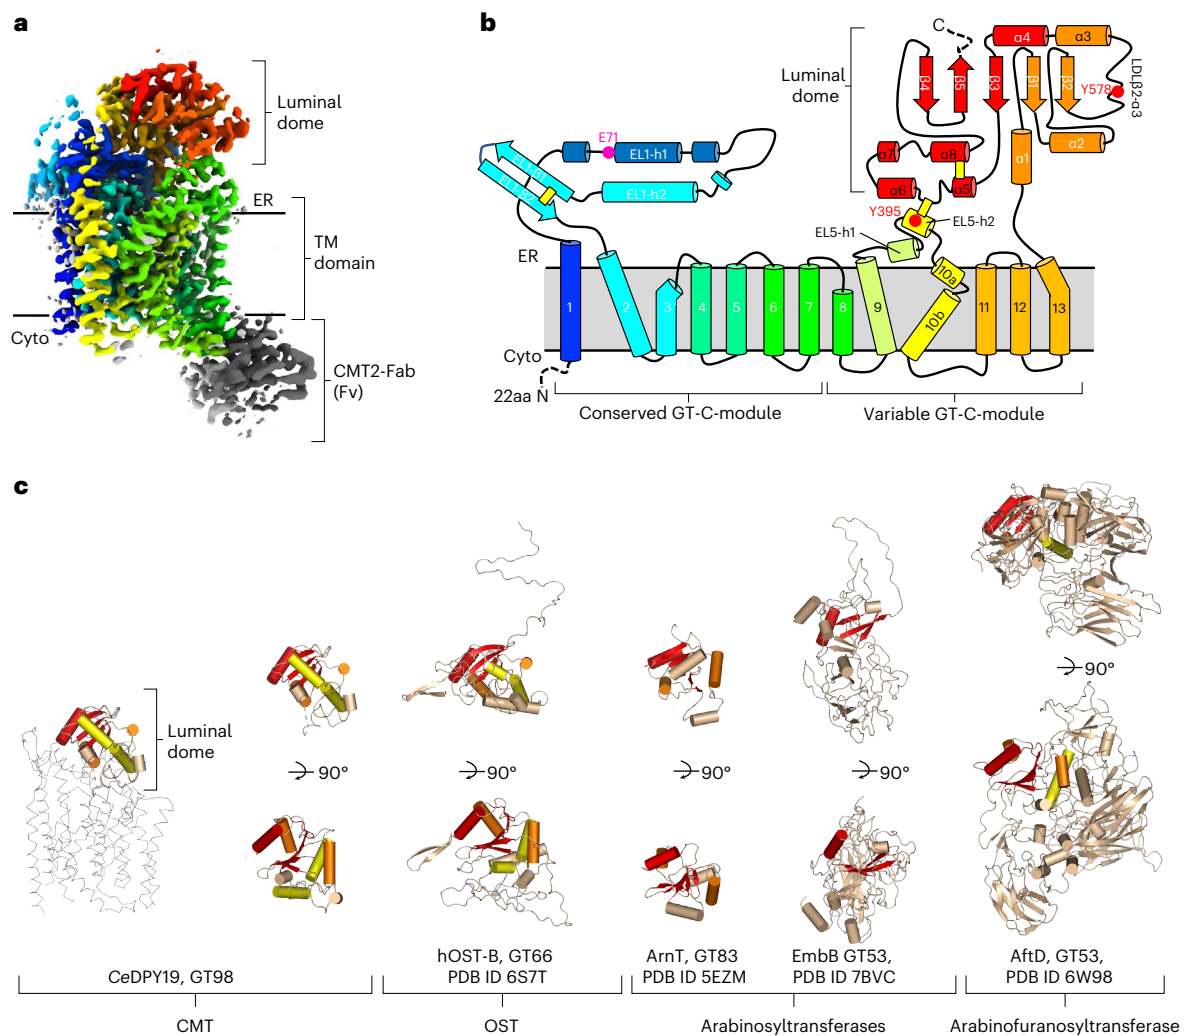 a
Luminal
dome
ER
TM
domain
Cyto
CMT2-Fab
(Fv)
b
C
Luminal
dome
α4
α3
β4
β5
β3
β1
β2
LDLβ2-α3
Y578
α7
α8
α1
α2
α6
α5
Y395
EL5-h2
EL5-h1
E71
EL1-h1
EL1β1
EL1β2
EL1-h2
ER
1
2
3
4
5
6
7
8
9
10a
10b
11
12
13
Cyto
22aa N
Conserved GT-C-module
Variable GT-C-module
c
Luminal
dome
90°
90°
90°
90°
90°
CeDPY19, GT98
hOST-B, GT66
PDB ID 6S7T
ArnT, GT83
PDB ID 5EZM
EmbB GT53,
PDB ID 7BVC
AftD, GT53,
PDB ID 6W98
CMT
OST
Arabinosyltransferases
Arabinofuranosyltransferase